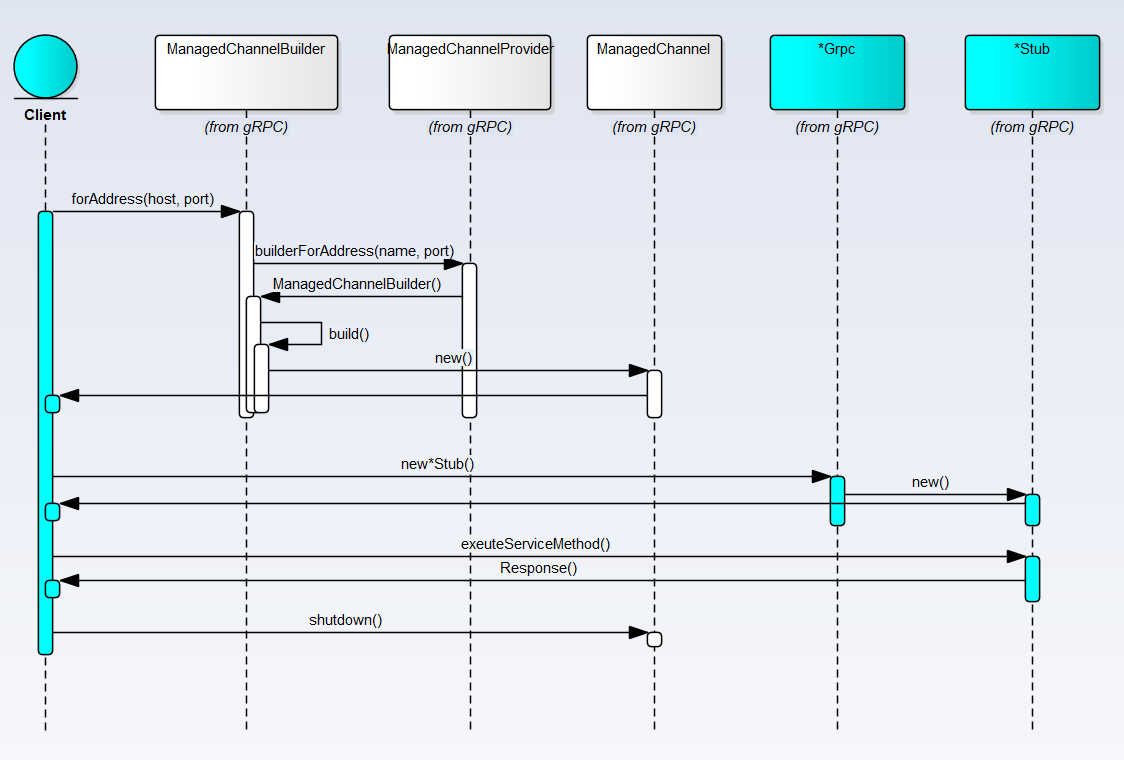 ManagedChannelBuilder
ManagedChannelProvider
ManagedChannel
*Grpc
*Stub
Client
(from gRPC)
(from gRPC)
(from gRPC)
(from gRPC)
(from gRPC)
forAddress(host, port)
builderForAddress(name, port)
ManagedChannelBuilder()
build()
new()
new*Stub()
new()
exeuteServiceMethod()
Response()
shutdown()